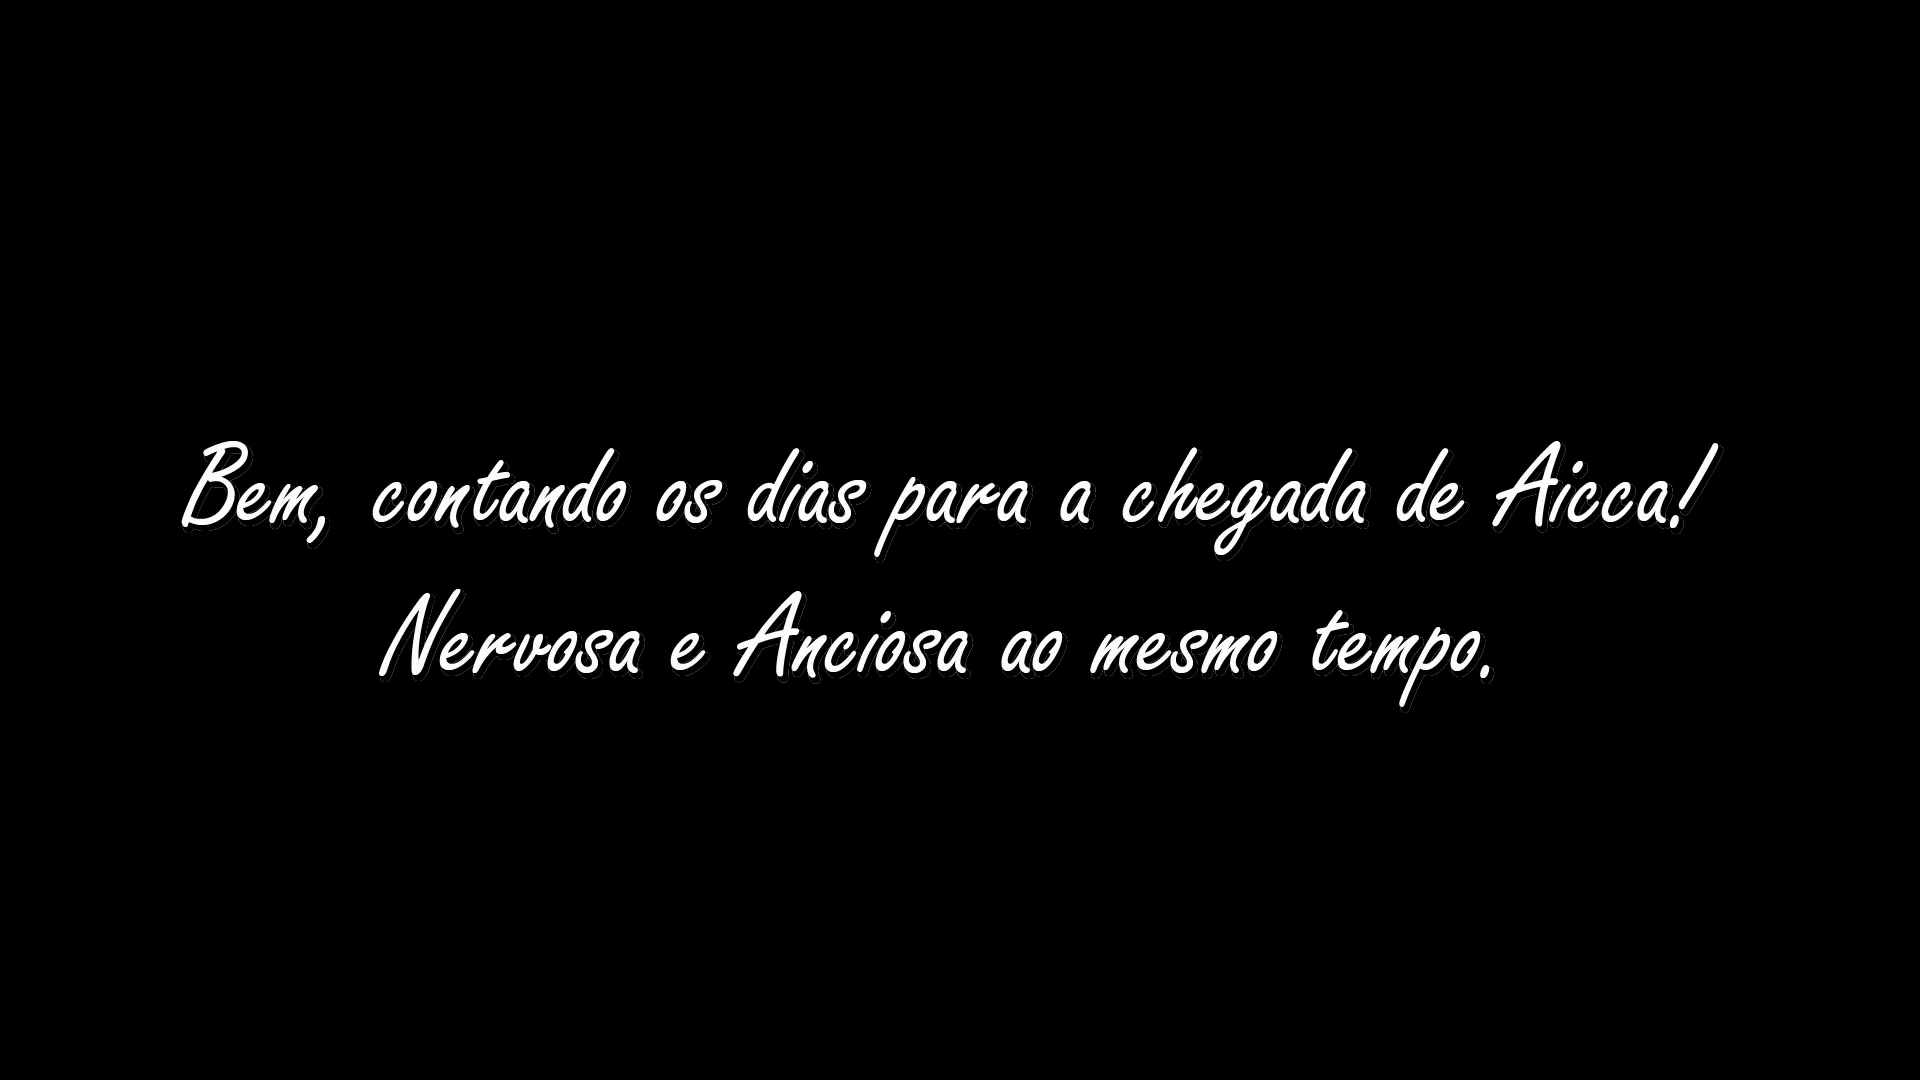 Bem, contando os dias para a chegada de Aicca!
Nervosa e Anciosa ao mesmo tempo.